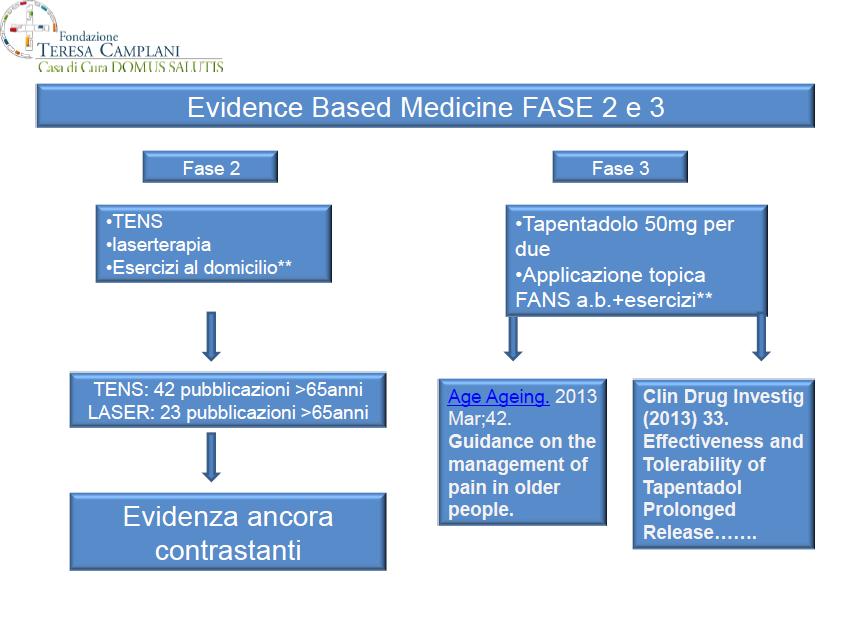 Fondazione
TERESA CAMPLANI
Casa di Cura DOMUS SALUTIS
Evidence Based Medicine FASE 2 e 3
Fase 2
•TENS
•laserterapia
•Esercizi al domicilio**
TENS: 42 pubblicazioni >65anni
LASER: 23 pubblicazioni >65anni
Evidenza ancora
contrastanti
Fase 3
•Tapentadolo 50mg per
due
•Applicazione topica
FANS a.b.+esercizi**
Age Ageing. 2013
Mar;42.
Guidance on the
management of
pain in older
people.
Clin Drug Investig
(2013) 33.
Effectiveness and
Tolerability of
Tapentadol
Prolonged
Release…….